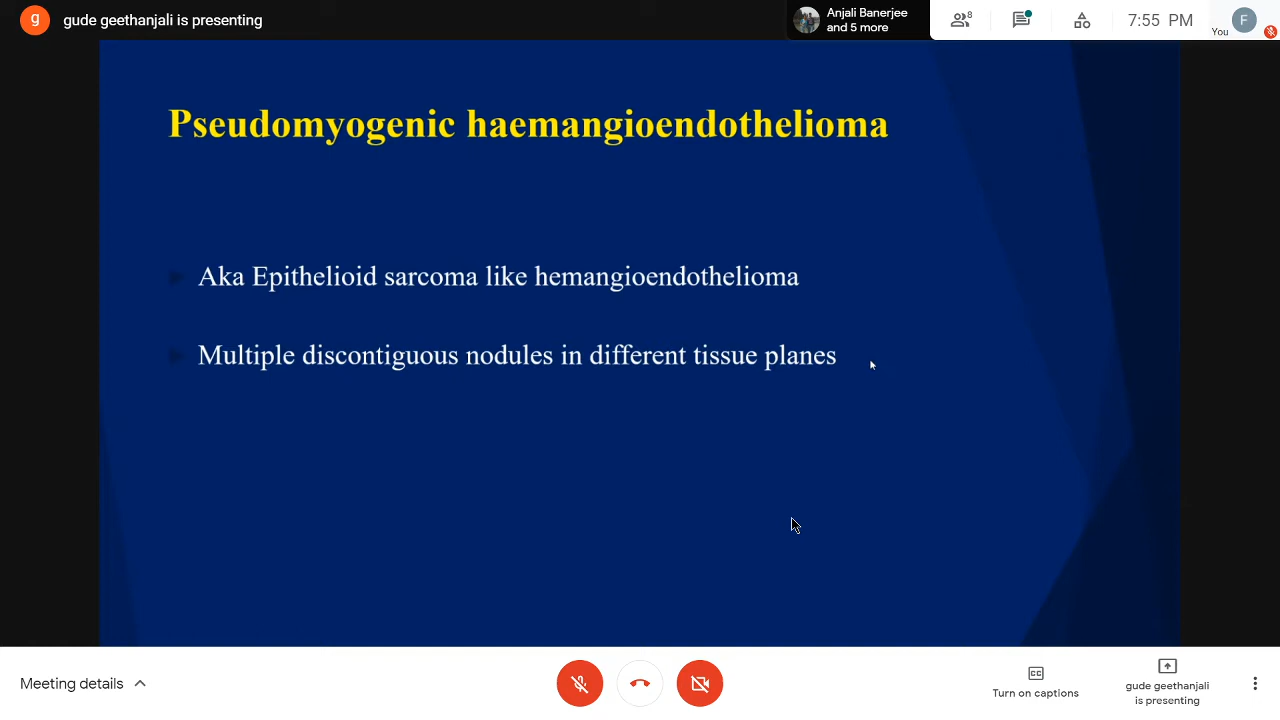 g
gude geethanjali is presenting
Anjali Banerjee
and 5 more
8
7:55 PM
You
F
Pseudomyogenic haemangioendothelioma
Aka Epithelioid sarcoma like hemangioendothelioma
Multiple discontiguous nodules in different tissue planes
Meeting details
CC
Turn on captions
gude geethanjali
is presenting